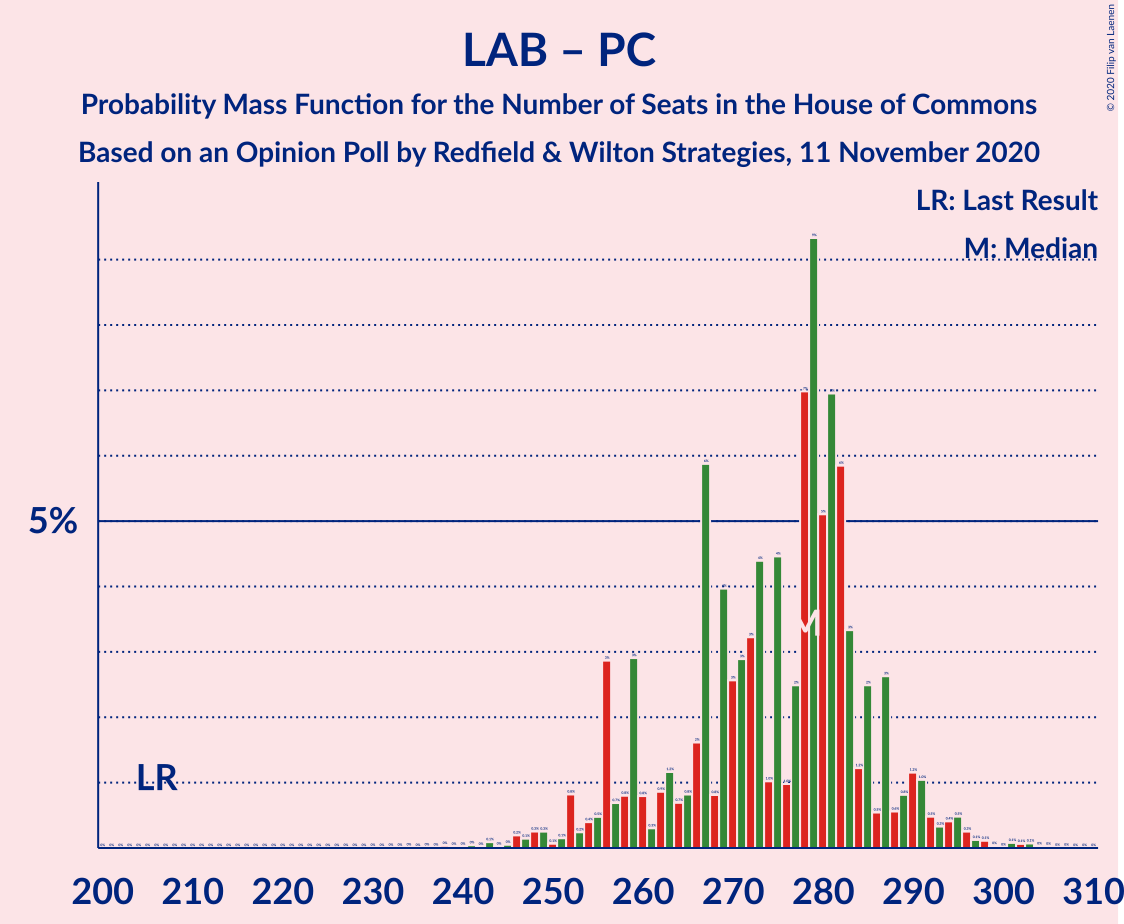 LAB – PC
Probability Mass Function for the Number of Seats in the House of Commons
Based on an Opinion Poll by Redfield & Wilton Strategies, 11 November 2020
© 2020 Filip van Laenen
LR: Last Result
M: Median
5%
M
LR
200 210 220 230 240 250 260 270 280 290 300 310